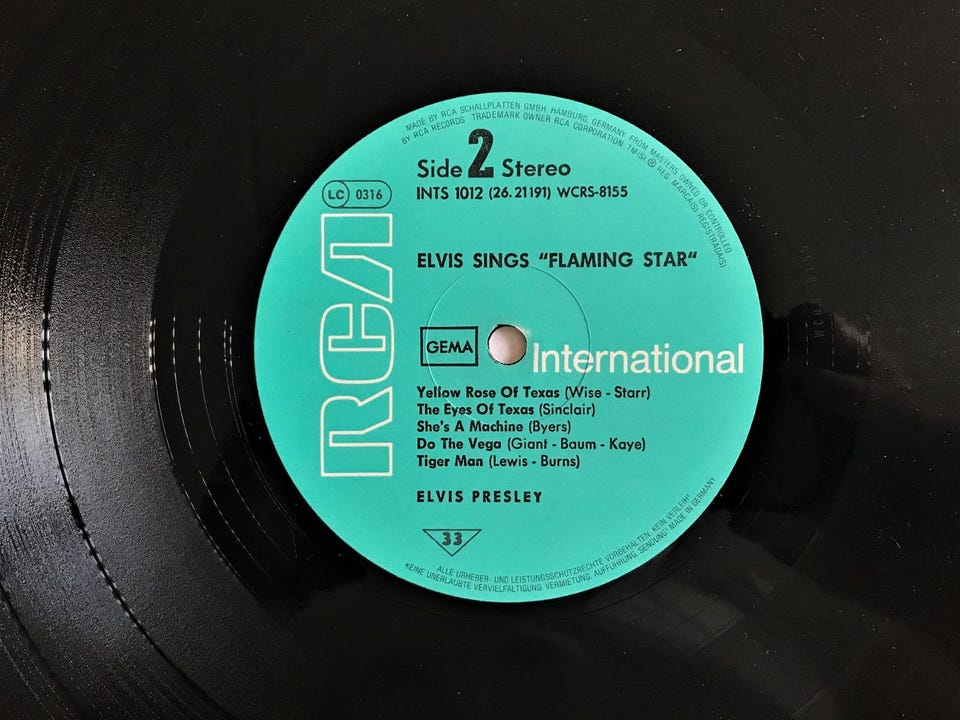 MADE BY RCA SCHALLPLATTEN GMBH, HAMBURG, GERMANY, FROM MASTERS OWNED OR CONTROLLED
BY RCA RECORDS TRADEMARK OWNER RCA CORPORATION TM(S) ® REG · MARCA(S) REGISTRADA(S)
Side 2 Stereo
INTS 1012 (26.21191) WCRS-8155
LC 0316
RCA
ELVIS SINGS “FLAMING STAR“
GEMA
International
Yellow Rose Of Texas (Wise - Starr)
The Eyes Of Texas (Sinclair)
She's A Machine (Byers)
Do The Vega (Giant - Baum - Kaye)
Tiger Man (Lewis - Burns)
ELVIS PRESLEY
33
ALLE URHEBER- UND LEISTUNGSSCHUTZRECHTE VORBEHALTEN. KEIN VERLEIH!
KEINE UNERLAUBTE VERVIELFÄLTIGUNG, VERMIETUNG, AUFFÜHRUNG, SENDUNG! MADE IN GERMANY